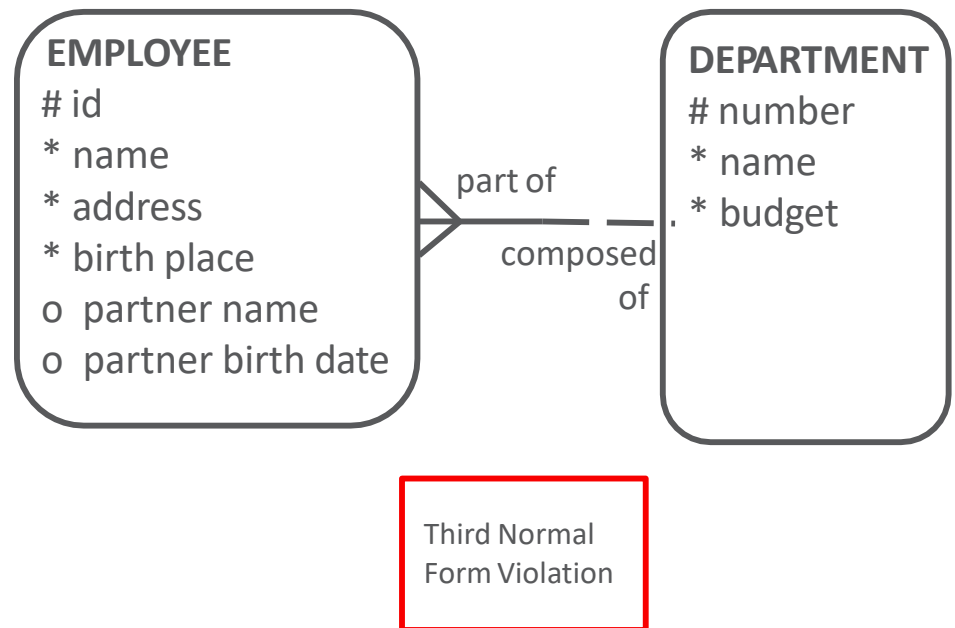 EMPLOYEE
# id
* name
* address
* birth place
o partner name
o partner birth date
part of
composed
of
DEPARTMENT
# number
* name
* budget
Third Normal
Form Violation